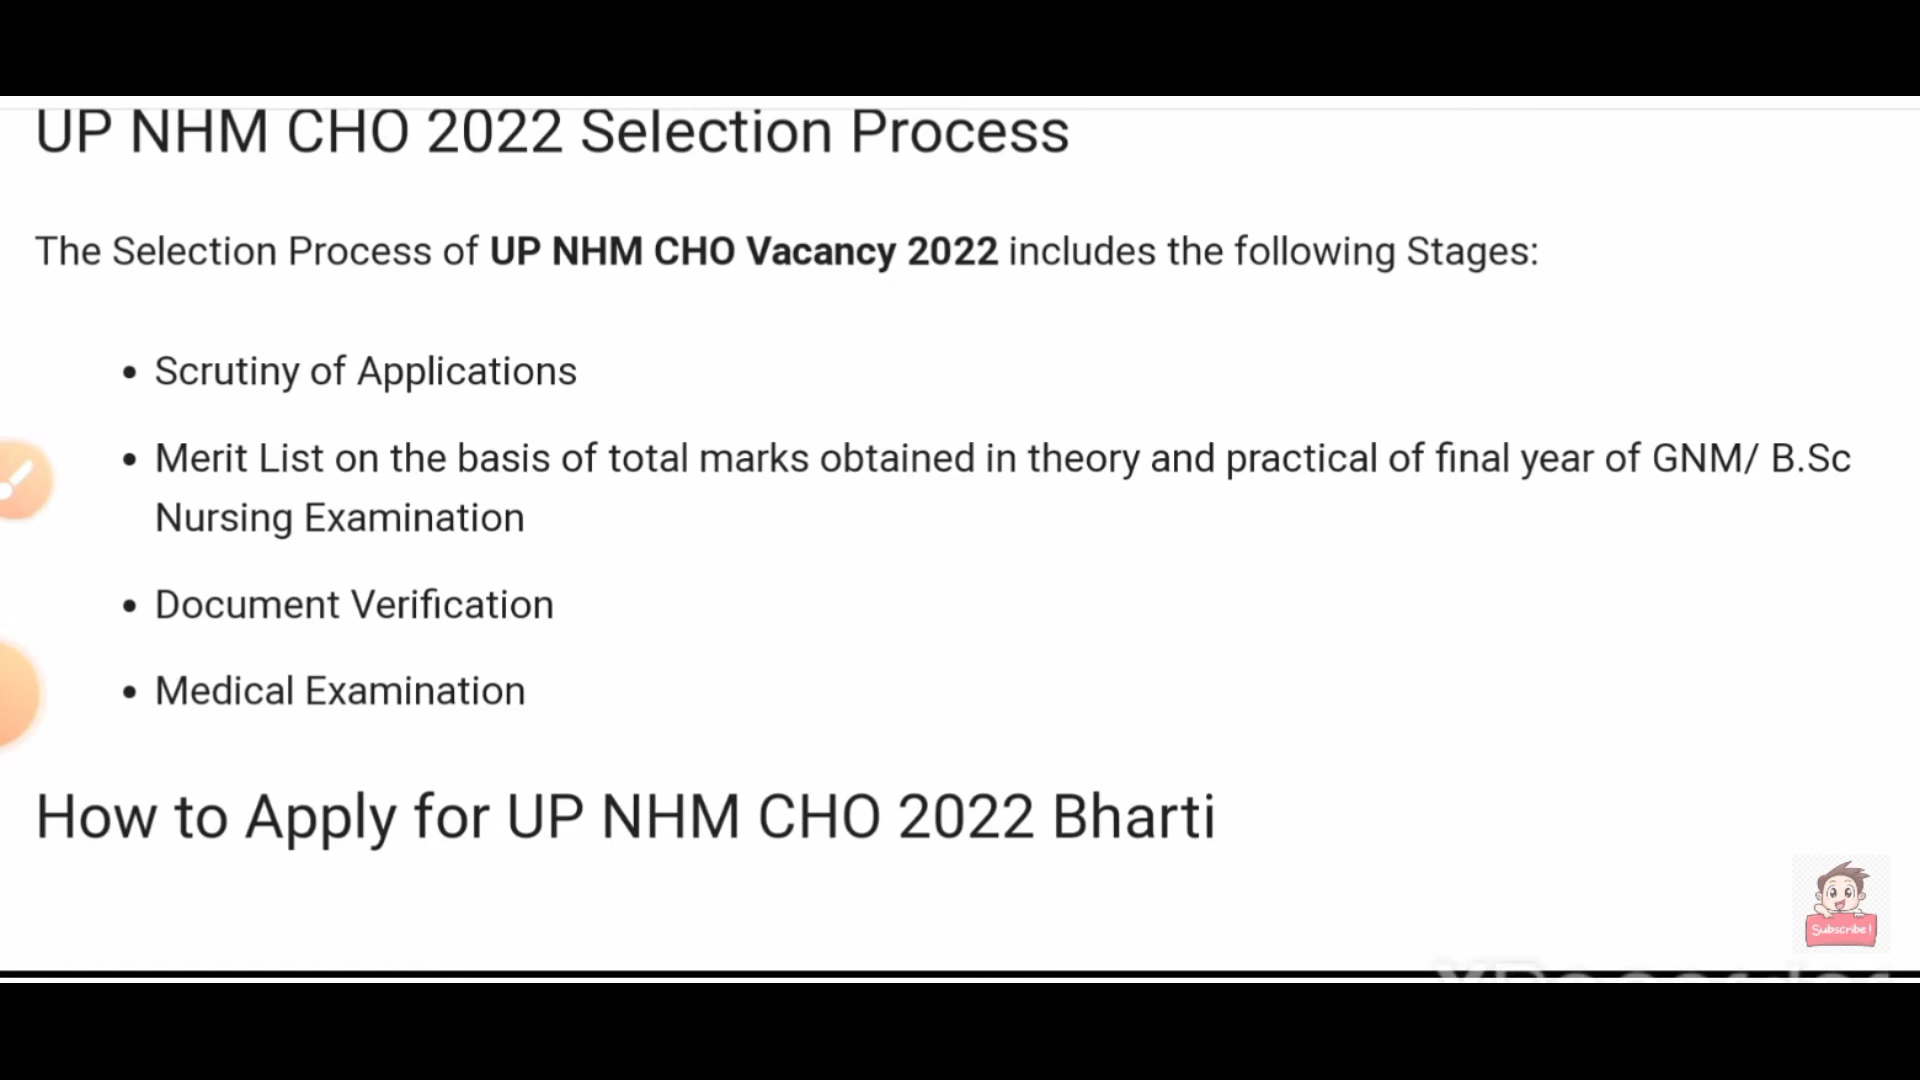 UP NHM CHO 2022 Selection Process
The Selection Process of UP NHM CHO Vacancy 2022 includes the following Stages:
• Scrutiny of Applications
• Merit List on the basis of total marks obtained in theory and practical of final year of GNM/ B.Sc
Nursing Examination
• Document Verification
• Medical Examination
How to Apply for UP NHM CHO 2022 Bharti
Subscribe!